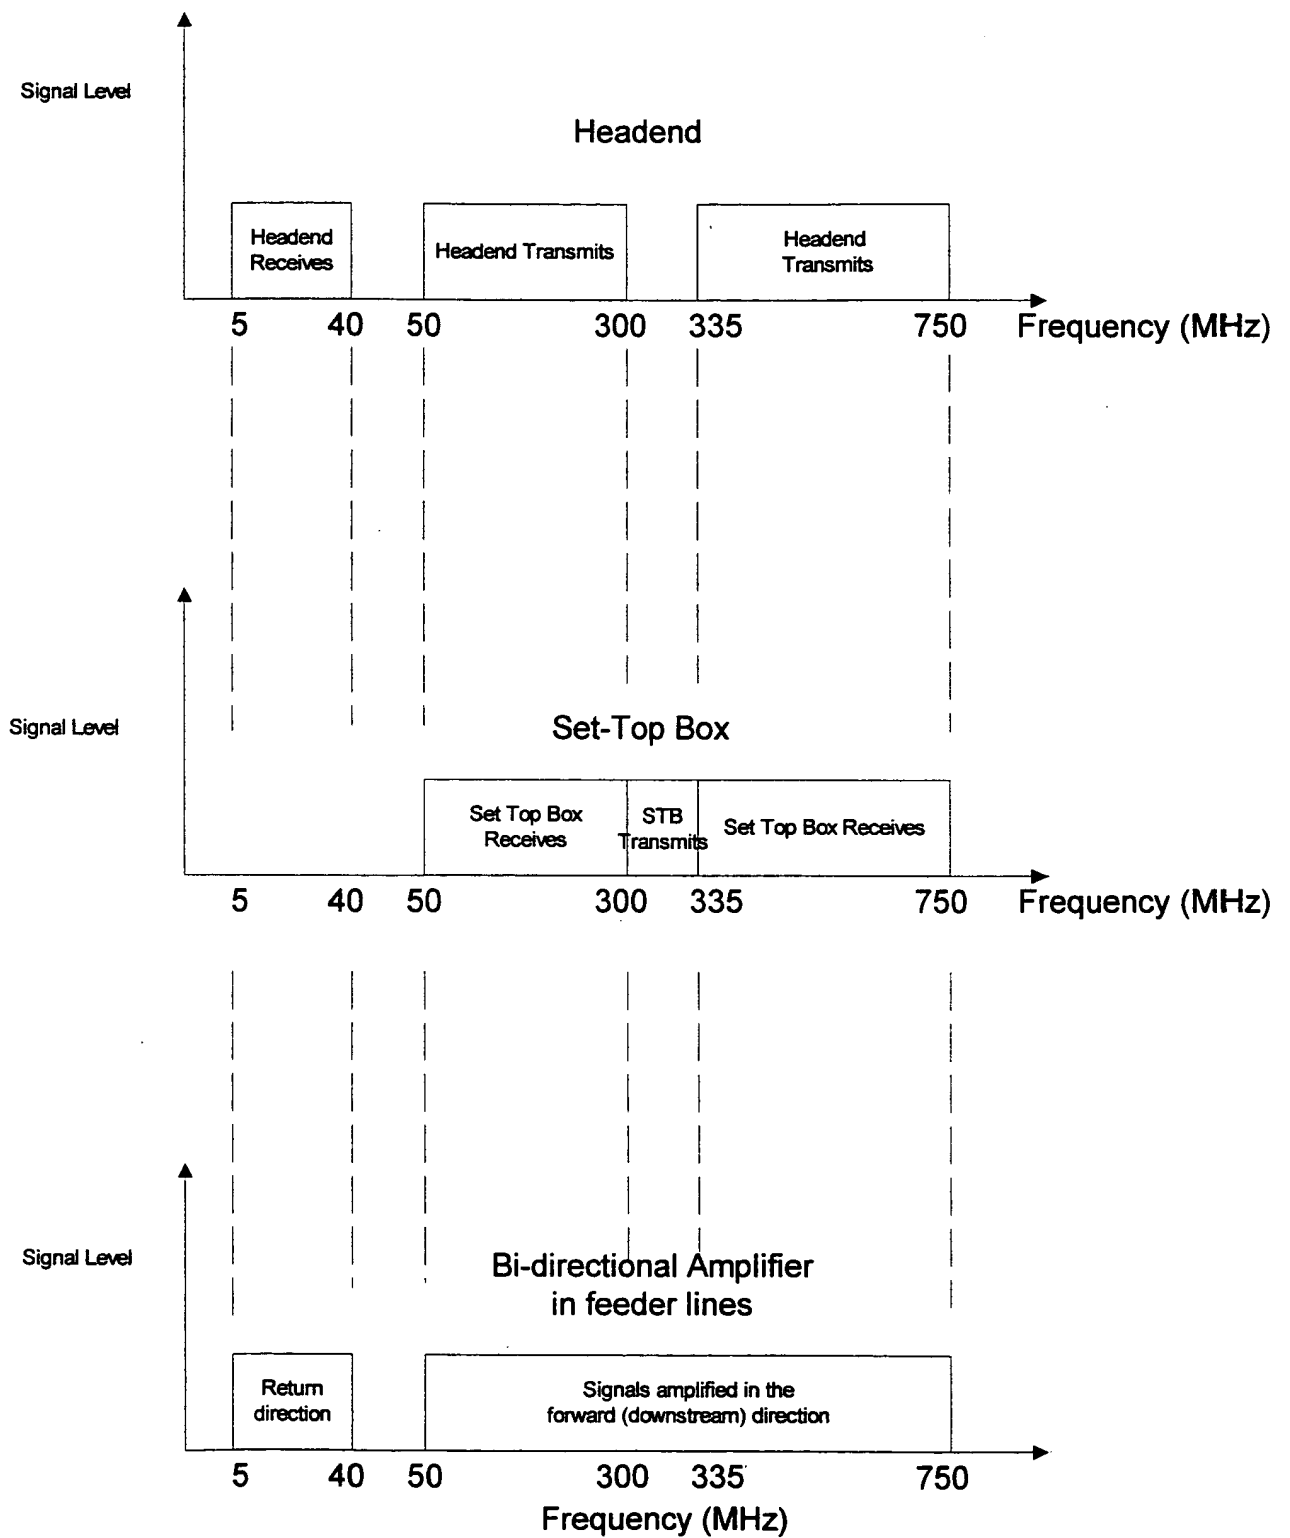 Signal Level
Headend
Headend
Receives
Headend Transmits
Headend
Transmits
5 40 50 300 335 750 Frequency (MHz)
Signal Level
Set-Top Box
Set Top Box
Receives
STB
Transmits
Set Top Box Receives
5 40 50 300 335 750 Frequency (MHz)
Signal Level
Bi-directional Amplifier
in feeder lines
Return
direction
Signals amplified in the
forward (downstream) direction
5 40 50 300 335 750
Frequency (MHz)